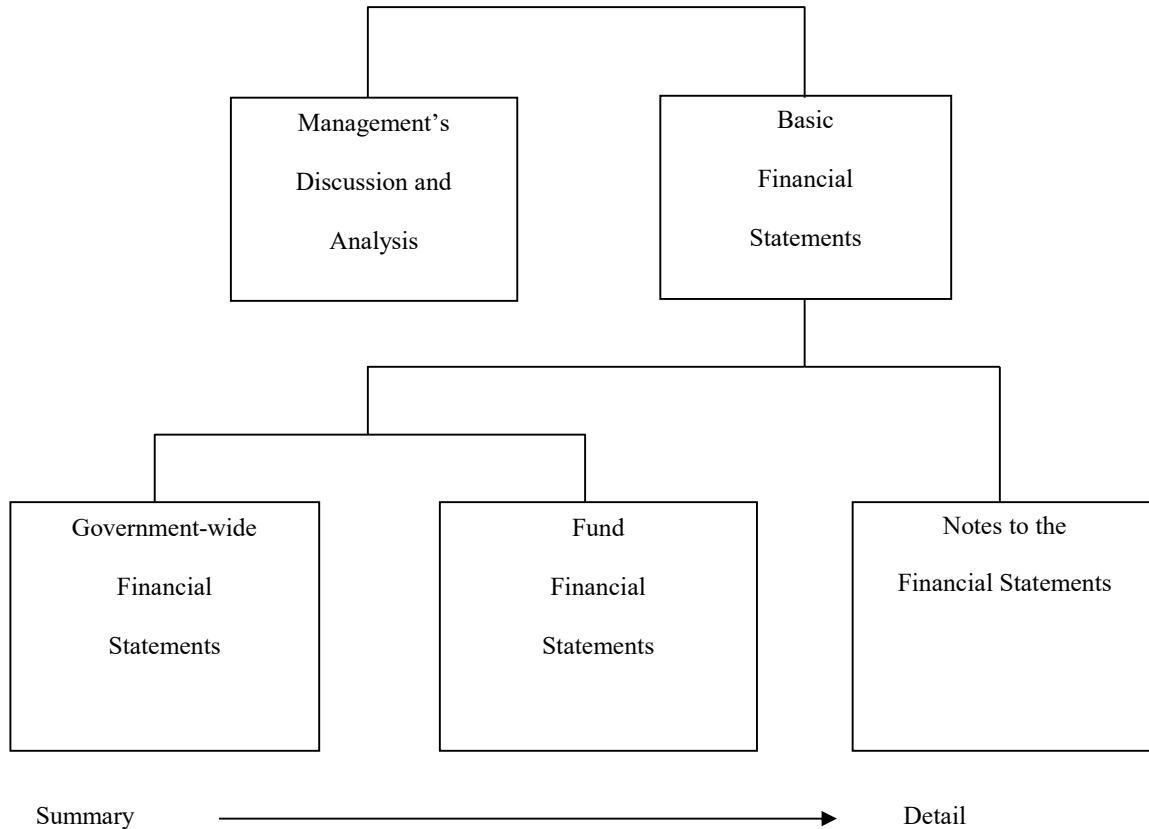 Management’s
Discussion and
Analysis
Basic
Financial
Statements
Government-wide
Financial
Statements
Fund
Financial
Statements
Notes to the
Financial Statements
Summary
Detail